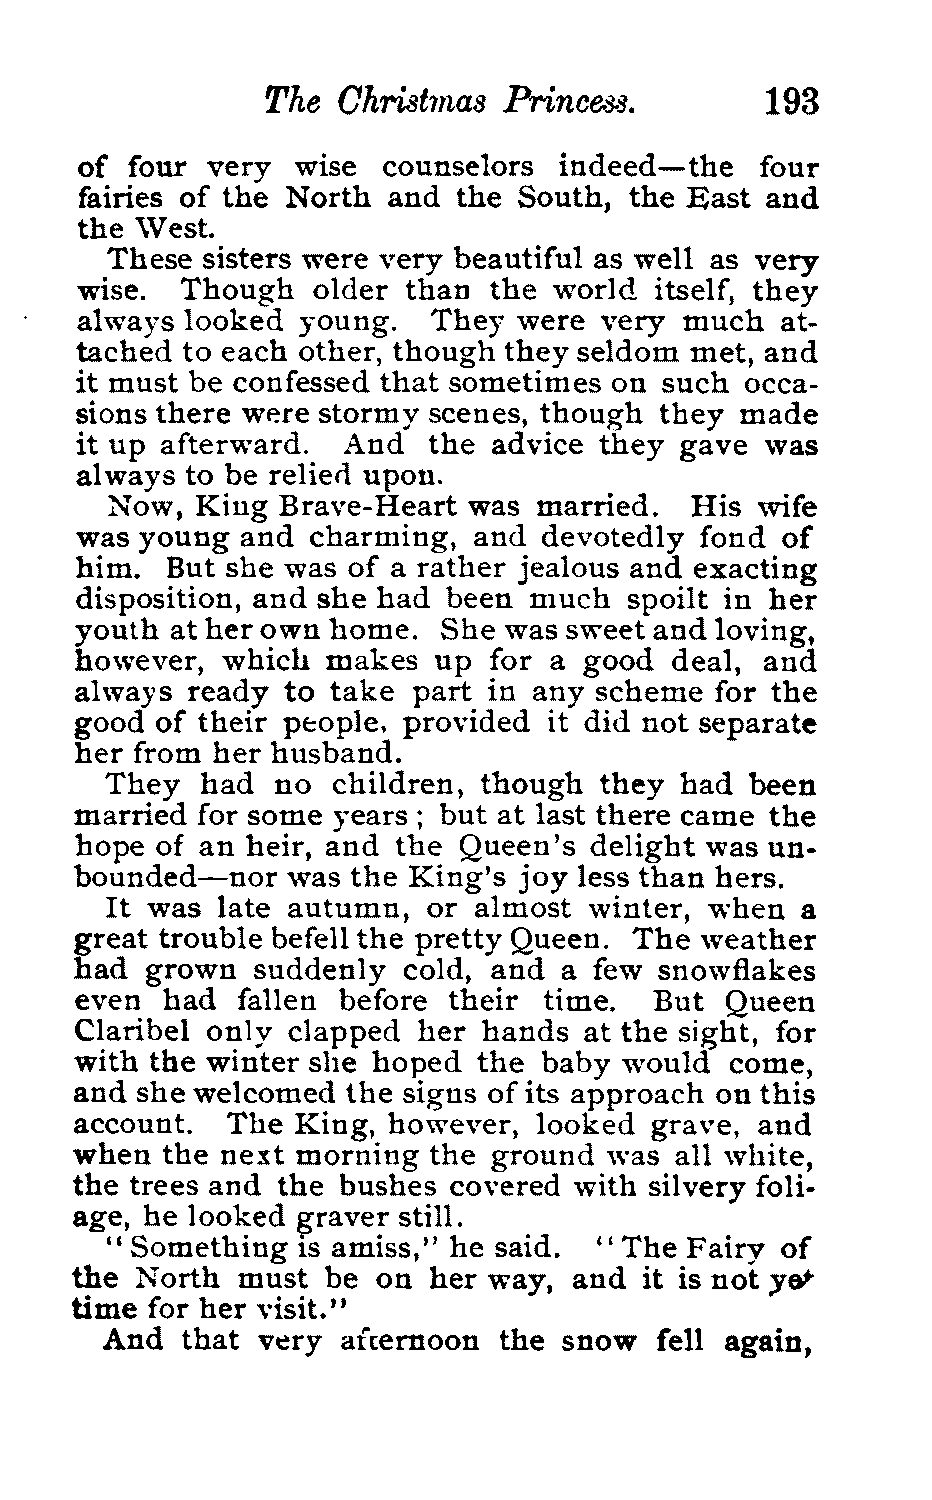 The Christmas Princess. 193
of four very wise counselors indeed—the four
fairies of the North and the South, the East and
the West.
These sisters were very beautiful as well as very
wise. Though older than the world itself, they
always looked young. They were very much at-
tached to each other, though they seldom met, and
it must be confessed that sometimes on such occa-
sions there were stormy scenes, though they made
it up afterward. And the advice they gave was
always to be relied upon.
Now, King Brave-Heart was married. His wife
was young and charming, and devotedly fond of
him. But she was of a rather jealous and exacting
disposition, and she had been much spoilt in her
youth at her own home. She was sweet and loving,
however, which makes up for a good deal, and
always ready to take part in any scheme for the
good of their people, provided it did not separate
her from her husband.
They had no children, though they had been
married for some years; but at last there came the
hope of an heir, and the Queen's delight was un-
bounded—nor was the King's joy less than hers.
It was late autumn, or almost winter, when a
great trouble befell the pretty Queen. The weather
had grown suddenly cold, and a few snowflakes
even had fallen before their time. But Queen
Claribel only clapped her hands at the sight, for
with the winter she hoped the baby would come,
and she welcomed the signs of its approach on this
account. The King, however, looked grave, and
when the next morning the ground was all white,
the trees and the bushes covered with silvery foli-
age, he looked graver still.
"Something is amiss," he said. "The Fairy of
the North must be on her way, and it is not yet
time for her visit."
And that very afternoon the snow fell again,